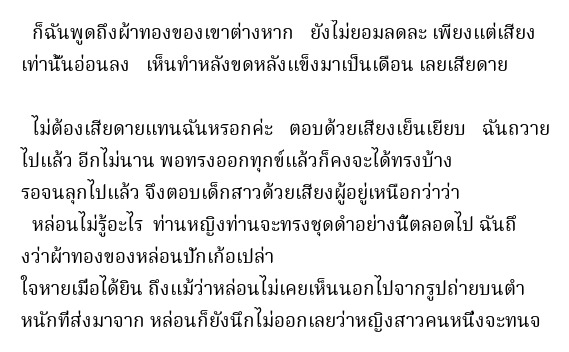 ก็ฉันพูดถึงผ้าทองของเขาต่างหาก ยังไม่ยอมลดละ เพียงแต่เสียง
เท่านั้นอ่อนลง เห็นทำหลังขดหลังแข็งมาเป็นเดือน เลยเสียดาย
ไม่ต้องเสียดายแทนฉันหรอกค่ะ ตอบด้วยเสียงเย็นเยียบ ฉันถวาย
ไปแล้ว อีกไม่นาน พอทรงออกทุกข์แล้วก็คงจะได้ทรงบ้าง
รอจนลุกไปแล้ว จึงตอบเด็กสาวด้วยเสียงผู้อยู่เหนือกว่าว่า
หล่อนไม่รู้อะไร ท่านหญิงท่านจะทรงชุดดำอย่างนี้ตลอดไป ฉันถึ
งว่าผ้าทองของหล่อนปักเก้อเปล่า
ใจหายเมื่อได้ยิน ถึงแม้ว่าหล่อนไม่เคยเห็นนอกไปจากรูปถ่ายบนตำ
หนักที่ส่งมาจาก หล่อนก็ยังนึกไม่ออกเลยว่าหญิงสาวคนหนึ่งจะทนจ